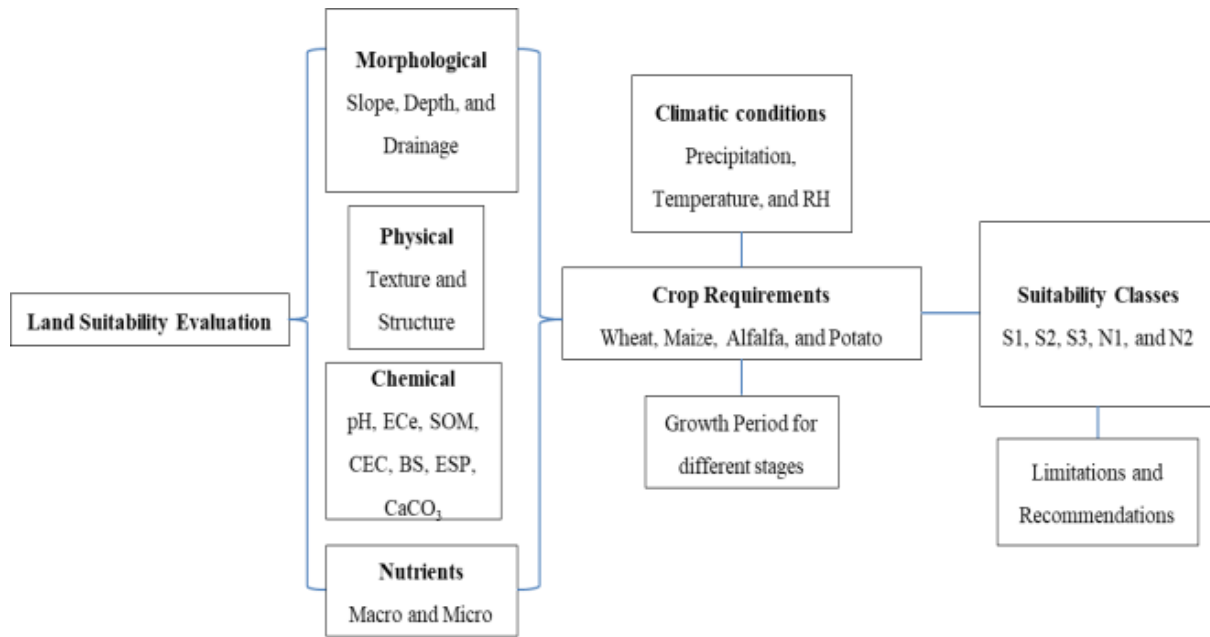 Land Suitability Evaluation
Morphological
Slope, Depth, and
Drainage
Physical
Texture and
Structure
Chemical
pH, ECe, SOM,
CEC, BS, ESP,
CaCO₃
Nutrients
Macro and Micro
Climatic conditions
Precipitation,
Temperature, and RH
Crop Requirements
Wheat, Maize, Alfalfa, and Potato
Growth Period for
different stages
Suitability Classes
S1, S2, S3, N1, and N2
Limitations and
Recommendations